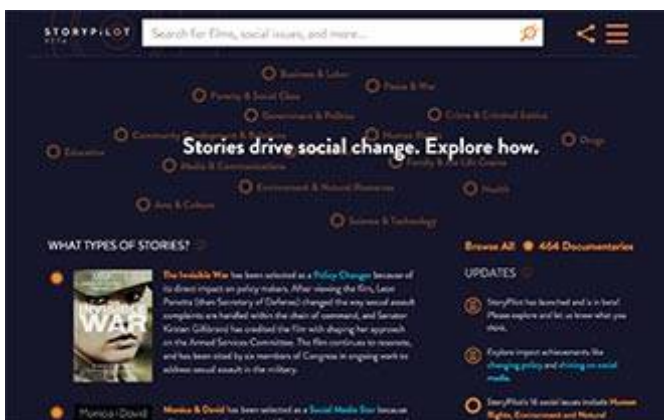 STORYPILOT
BETA
Search for films, social issues, and more...
Business & Labor
Peace & War
Poverty & Social Class
Government & Politics
Crime & Criminal Justice
Community
Human
Stories drive social change. Explore how.
Education
Drugs
Media & Communications
Family &
Environment & Natural Resources
Health
Arts & Culture
Science & Technology
WHAT TYPES OF STORIES?
Browse All
464 Documentaries
The Invisible War has been selected as a Policy Changer because of
its direct impact on policy makers. After viewing the film, Leon
Panetta (then Secretary of Defense) changed the way sexual assault
complaints are handled within the chain of command, and Senator
Kirsten Gillibrand has credited the film with shaping her approach
on the Armed Services Committee. The film continues to resonate,
and has been cited by six members of Congress in ongoing work to
address sexual assault in the military.
INVISIBLE
WAR
UPDATES
StoryPilot has launched and is in beta!
Please explore and let us know what you
think.
Explore impact achievements like
changing policy and shining on social
media.
StoryPilot's 16 social issues include Human
Rights, Environment and Natural
Monica & David
Monica & David has been selected as a Social Media Star because